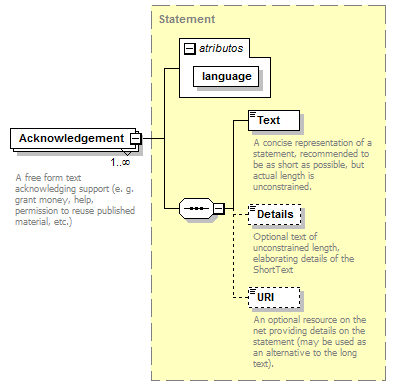 Statement
atributos
language
Acknowledgement
1..∞
A free form text
acknowledging support (e. g.
grant money, help,
permission to reuse published
material, etc.)
Text
A concise representation of a
statement, recommended to
be as short as possible, but
actual length is
unconstrained.
Details
Optional text of
unconstrained length,
elaborating details of the
ShortText
URI
An optional resource on the
net providing details on the
statement (may be used as
an alternative to the long
text).